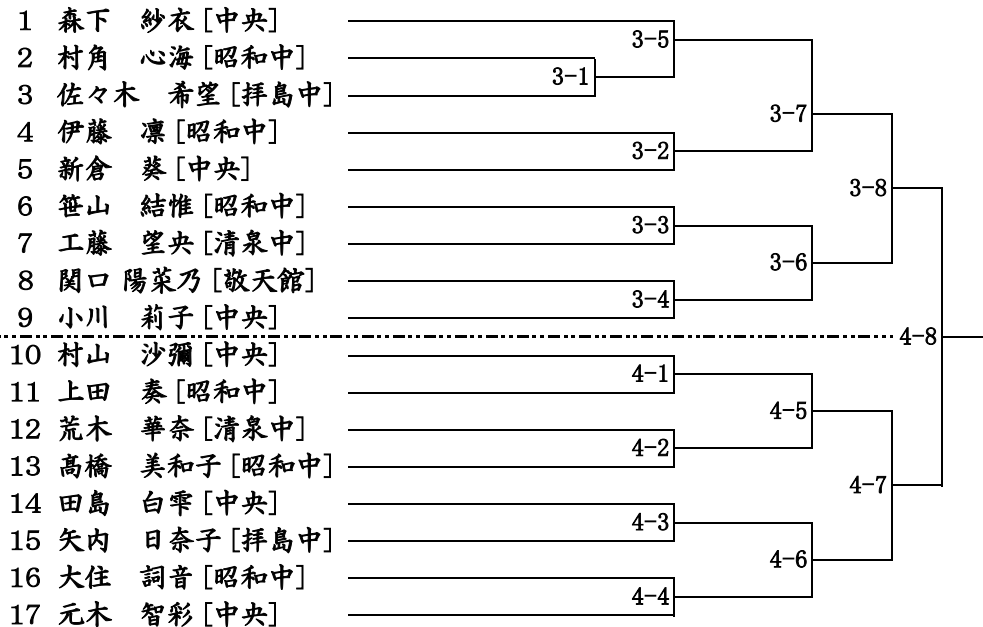 1 森下 紗衣 [中央]
3-5
2 村角 心海 [昭和中]
3-1
3 佐々木 希望 [拝島中]
3-7
4 伊藤 凛 [昭和中]
3-2
5 新倉 葵 [中央]
3-8
6 笹山 結惟 [昭和中]
3-3
7 工藤 望央 [清泉中]
3-6
8 関口 陽菜乃 [敬天館]
3-4
9 小川 莉子 [中央]
4-8
10 村山 沙彌 [中央]
4-1
11 上田 奏 [昭和中]
4-5
12 荒木 華奈 [清泉中]
4-2
13 髙橋 美和子 [昭和中]
4-7
14 田島 白雫 [中央]
4-3
15 矢内 日奈子 [拝島中]
4-6
16 大住 詞音 [昭和中]
4-4
17 元木 智彩 [中央]